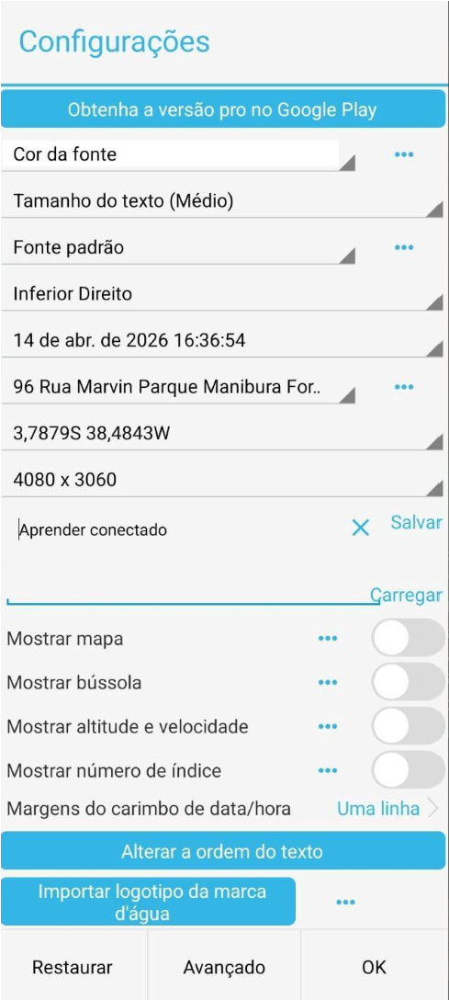 Configurações
Obtenha a versão pro no Google Play
Cor da fonte
Tamanho do texto (Médio)
Fonte padrão
Inferior Direito
14 de abr. de 2026 16:36:54
96 Rua Marvin Parque Manibura For..
3,7879S 38,4843W
4080 x 3060
Aprender conectado
Salvar
Carregar
Mostrar mapa
Mostrar bússola
Mostrar altitude e velocidade
Mostrar número de índice
Margens do carimbo de data/hora Uma linha
Alterar a ordem do texto
Importar logotipo da marca
d'água
Restaurar Avançado OK